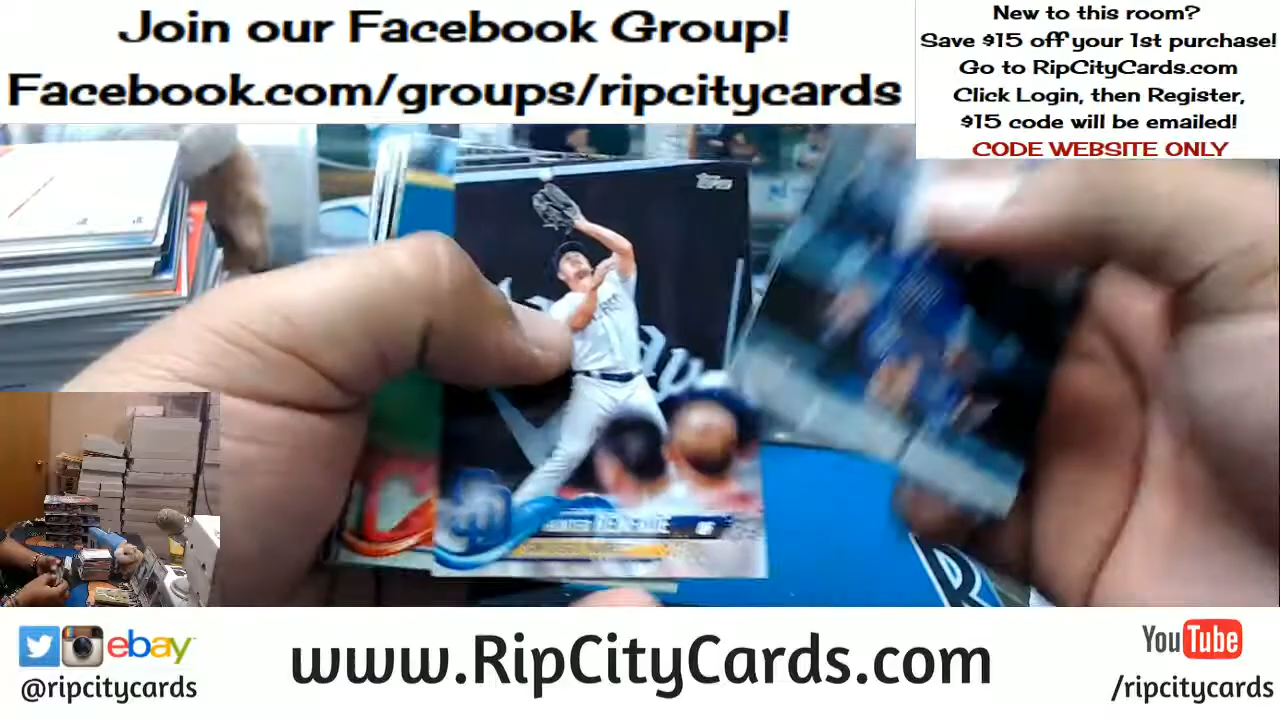 Join our Facebook Group!
Facebook.com/groups/ripcitycards
New to this room?
Save $15 off your 1st purchase!
Go to RipCityCards.com
Click Login, then Register,
$15 code will be emailed!
CODE WEBSITE ONLY
TOPPS
ebay
@ripcitycards
www.RipCityCards.com
YouTube
/ripcitycards